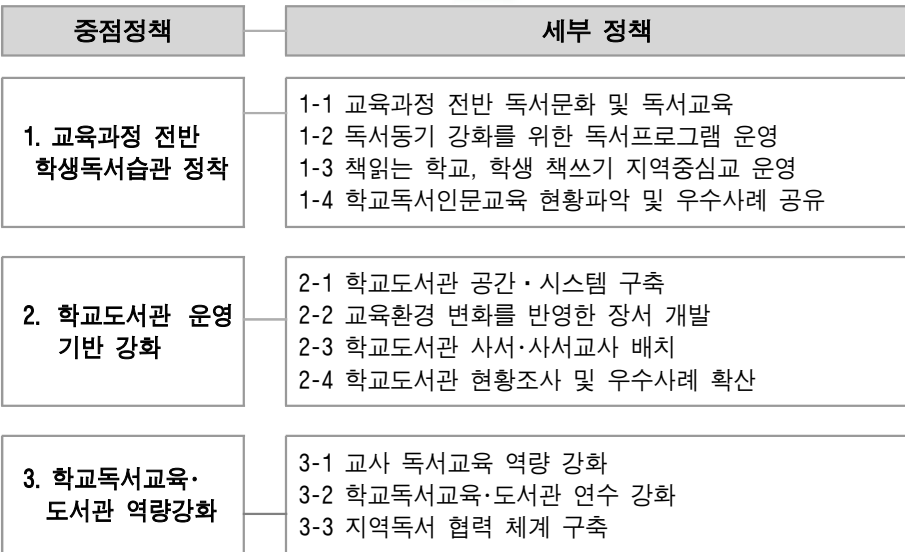 중점정책
세부 정책
1. 교육과정 전반
학생독서습관 정착
1-1 교육과정 전반 독서문화 및 독서교육
1-2 독서동기 강화를 위한 독서프로그램 운영
1-3 책읽는 학교, 학생 책쓰기 지역중심교 운영
1-4 학교독서인문교육 현황파악 및 우수사례 공유
2. 학교도서관 운영
기반 강화
2-1 학교도서관 공간·시스템 구축
2-2 교육환경 변화를 반영한 장서 개발
2-3 학교도서관 사서·사서교사 배치
2-4 학교도서관 현황조사 및 우수사례 확산
3. 학교독서교육·
도서관 역량강화
3-1 교사 독서교육 역량 강화
3-2 학교독서교육·도서관 연수 강화
3-3 지역독서 협력 체계 구축